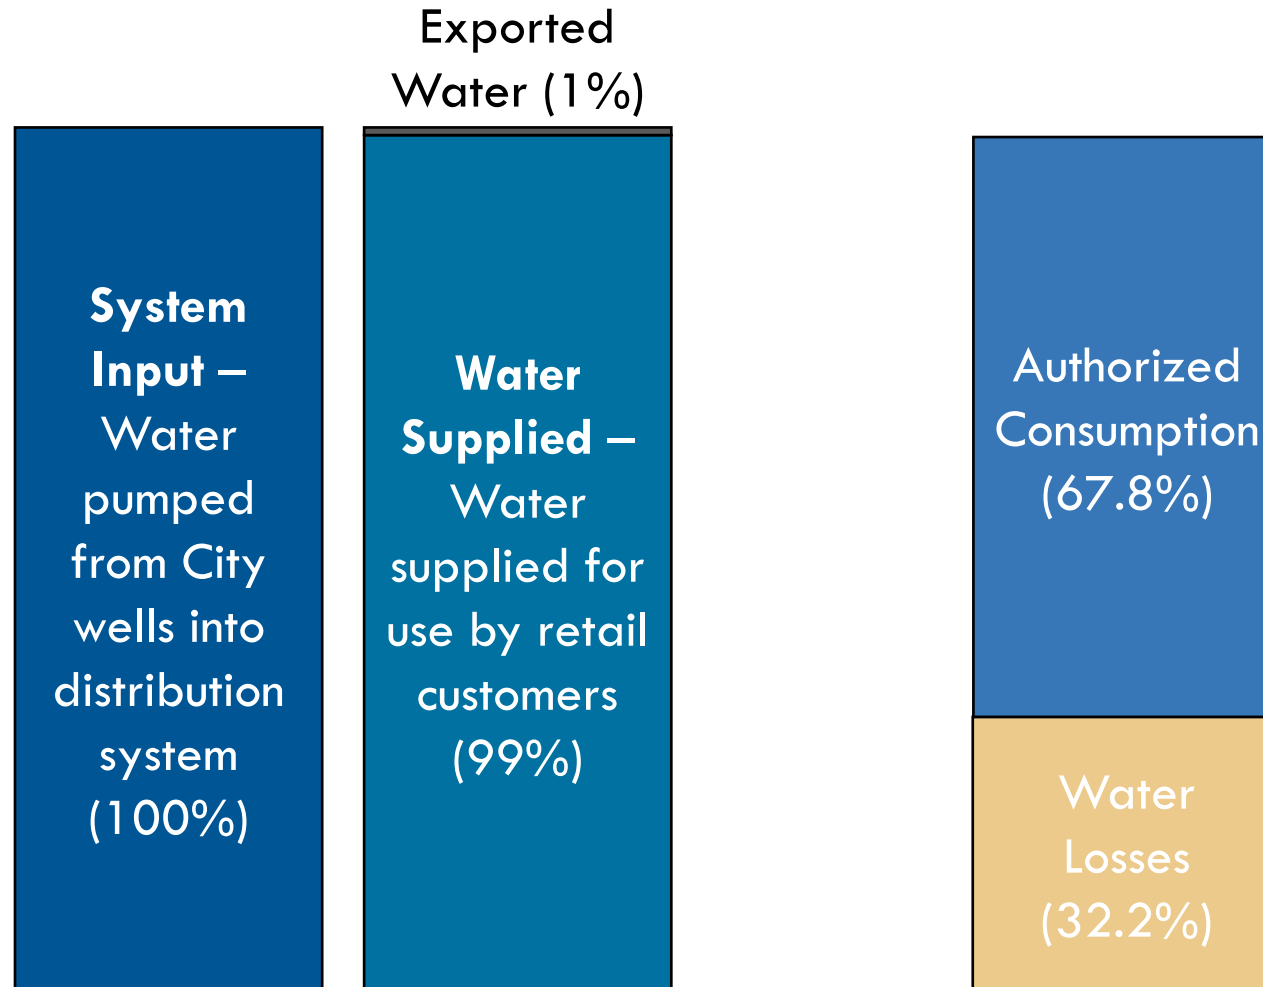 Exported
Water (1%)
System
Input –
Water
pumped
from City
wells into
distribution
system
(100%)
Water
Supplied –
Water
supplied for
use by retail
customers
(99%)
Authorized
Consumption
(67.8%)
Water
Losses
(32.2%)